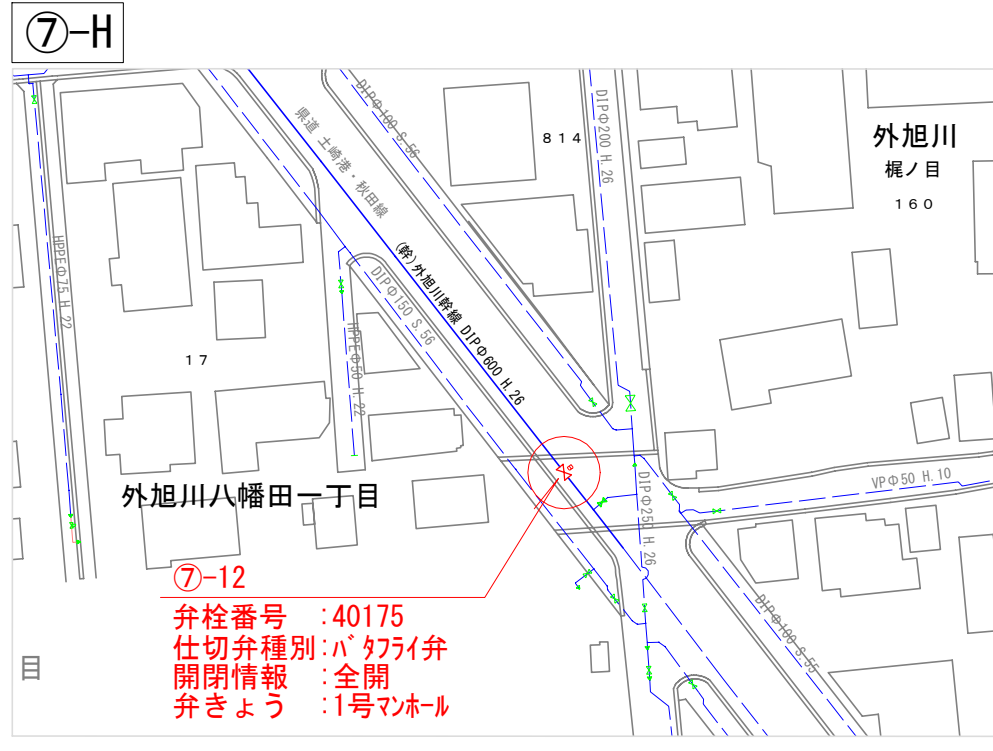 ⑦-H
DIPΦ100 S.56
県道 土崎港・秋田線
814
DIPΦ200 H.26
外旭川
梶ノ目
160
HPPEΦ75 H.22
(幹)外旭川幹線 DIPΦ600 H.26
DIPΦ150 S.56
17
HPPEΦ50 H.22
B
外旭川八幡田一丁目
VPΦ50 H.10
DIPΦ250 H.26
⑦-12
弁栓番号 :40175
仕切弁種別:バタフライ弁
開閉情報 :全開
弁きょう :1号マンホール
DIPΦ100 S.55
目